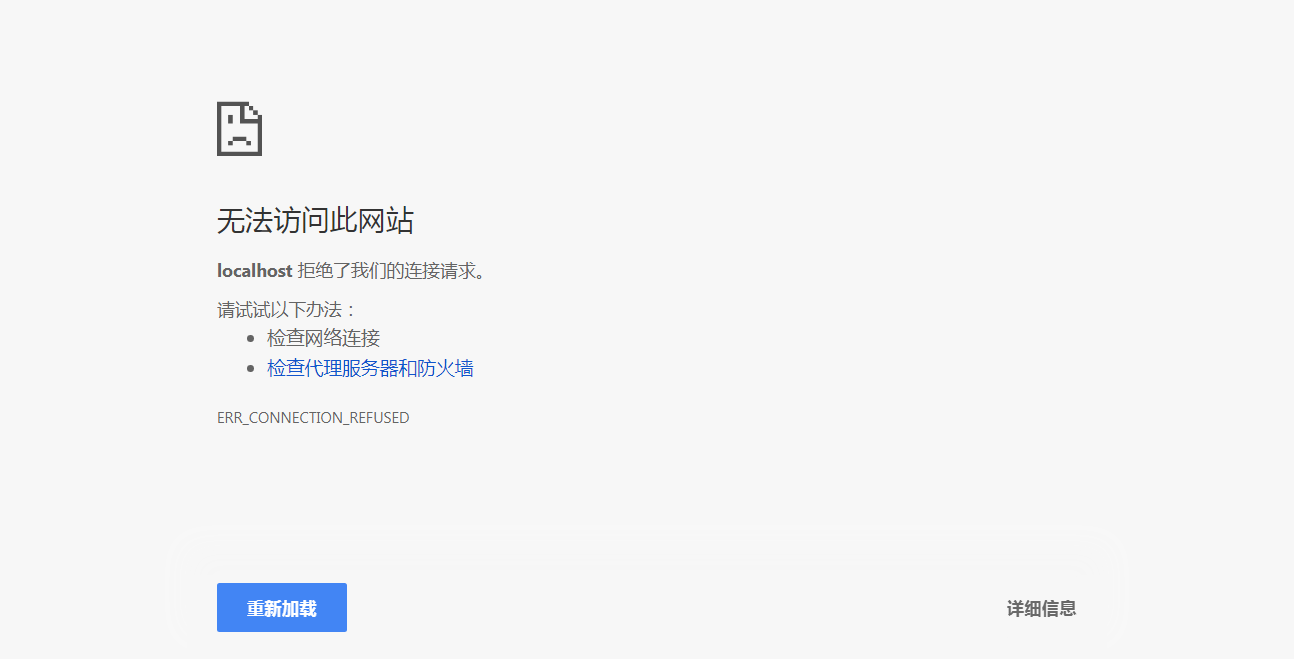 无法访问此网站
localhost 拒绝了我们的连接请求。
请试试以下办法：
检查网络连接
检查代理服务器和防火墙
ERR_CONNECTION_REFUSED
重新加载
详细信息